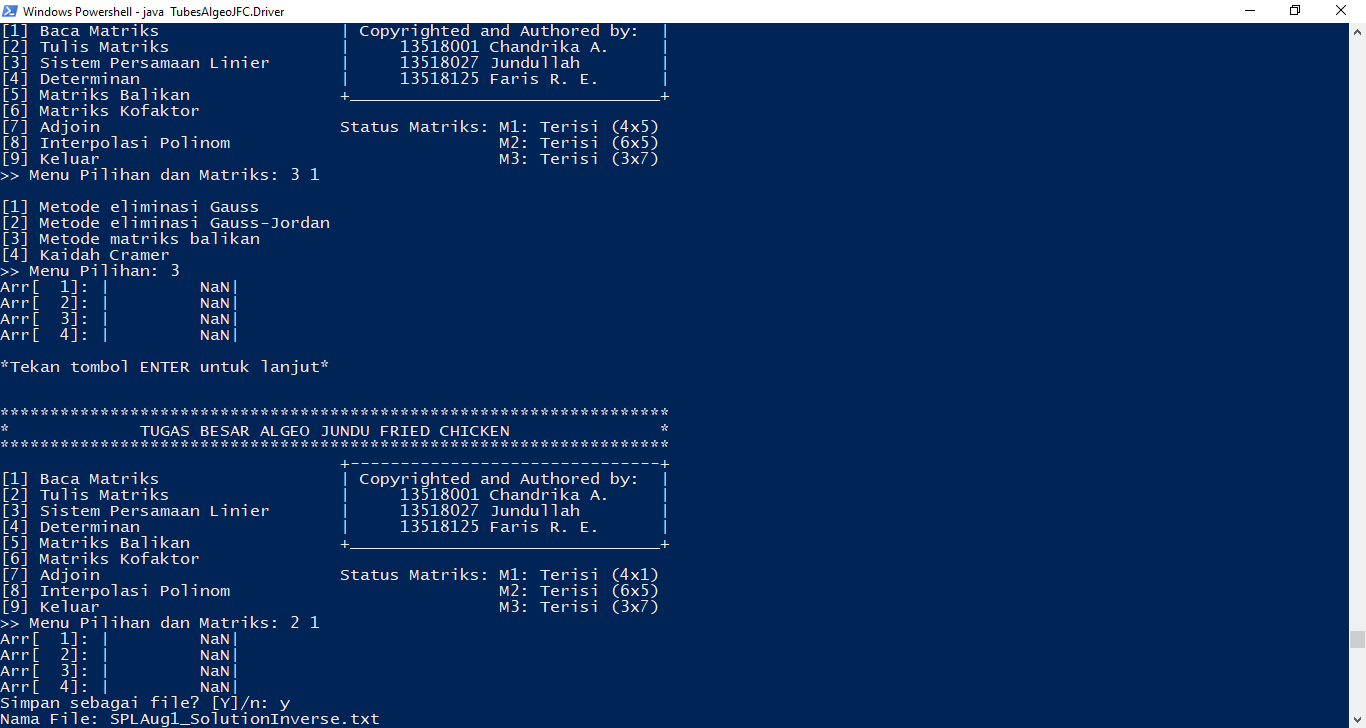 Windows Powershell - java  TubesAlgeoJFC.Driver
[1] Baca Matriks                   | Copyrighted and Authored by:  |
[2] Tulis Matriks                  |     13518001 Chandrika A.     |
[3] Sistem Persamaan Linier        |     13518027 Jundullah        |
[4] Determinan                     |     13518125 Faris R. E.      |
[5] Matriks Balikan                +_______________________________+
[6] Matriks Kofaktor
[7] Adjoin                         Status Matriks: M1: Terisi (4x5)
[8] Interpolasi Polinom                            M2: Terisi (6x5)
[9] Keluar                                         M3: Terisi (3x7)
>> Menu Pilihan dan Matriks: 3 1

[1] Metode eliminasi Gauss
[2] Metode eliminasi Gauss-Jordan
[3] Metode matriks balikan
[4] Kaidah Cramer
>> Menu Pilihan: 3
Arr[  1]: |         NaN|
Arr[  2]: |         NaN|
Arr[  3]: |         NaN|
Arr[  4]: |         NaN|

*Tekan tombol ENTER untuk lanjut*

*******************************************************************
*             TUGAS BESAR ALGEO JUNDU FRIED CHICKEN               *
*******************************************************************
                                   +-------------------------------+
[1] Baca Matriks                   | Copyrighted and Authored by:  |
[2] Tulis Matriks                  |     13518001 Chandrika A.     |
[3] Sistem Persamaan Linier        |     13518027 Jundullah        |
[4] Determinan                     |     13518125 Faris R. E.      |
[5] Matriks Balikan                +_______________________________+
[6] Matriks Kofaktor
[7] Adjoin                         Status Matriks: M1: Terisi (4x1)
[8] Interpolasi Polinom                            M2: Terisi (6x5)
[9] Keluar                                         M3: Terisi (3x7)
>> Menu Pilihan dan Matriks: 2 1
Arr[  1]: |         NaN|
Arr[  2]: |         NaN|
Arr[  3]: |         NaN|
Arr[  4]: |         NaN|
Simpan sebagai file? [Y]/n: y
Nama File: SPLAug1_SolutionInverse.txt